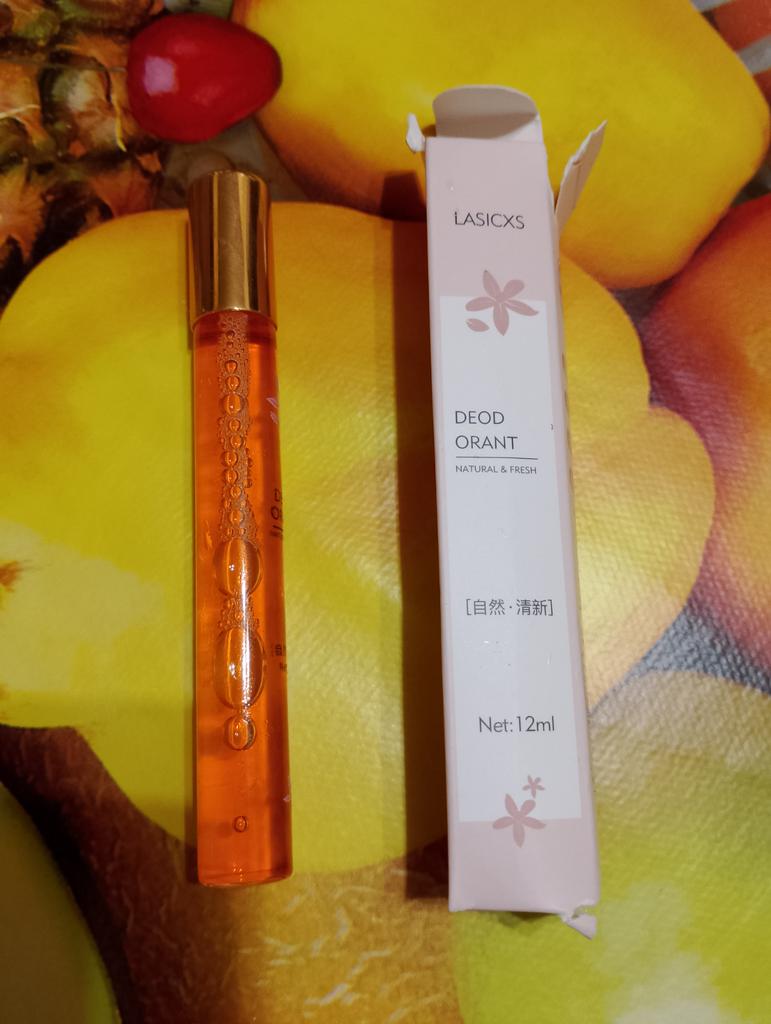 LASICXS
DEOD
ORANT
NATURAL & FRESH
[自然·清新]
Net:12ml